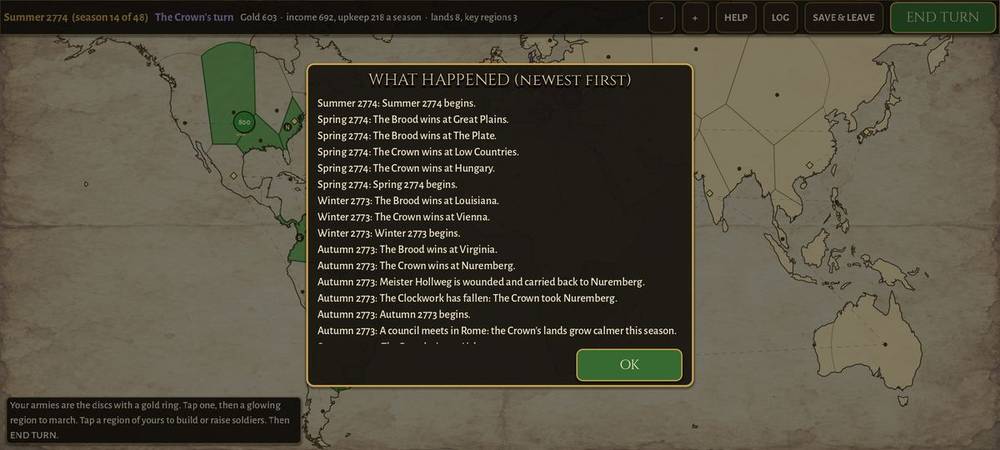 Summer 2774 (season 14 of 48) The Crown's turn Gold 603 · income 692, upkeep 218 a season · lands 8, key regions 3
- + HELP LOG SAVE & LEAVE END TURN
WHAT HAPPENED (NEWEST FIRST)
Summer 2774: Summer 2774 begins.
Spring 2774: The Brood wins at Great Plains.
Spring 2774: The Brood wins at The Plate.
Spring 2774: The Crown wins at Low Countries.
Spring 2774: The Crown wins at Hungary.
Spring 2774: Spring 2774 begins.
Winter 2773: The Brood wins at Louisiana.
Winter 2773: The Crown wins at Vienna.
Winter 2773: Winter 2773 begins.
Autumn 2773: The Brood wins at Virginia.
Autumn 2773: The Crown wins at Nuremberg.
Autumn 2773: Meister Hollweg is wounded and carried back to Nuremberg.
Autumn 2773: The Clockwork has fallen: The Crown took Nuremberg.
Autumn 2773: Autumn 2773 begins.
Autumn 2773: A council meets in Rome: the Crown's lands grow calmer this season.
OK
800
Your armies are the discs with a gold ring. Tap one, then a glowing
region to march. Tap a region of yours to build or raise soldiers. Then
END TURN.